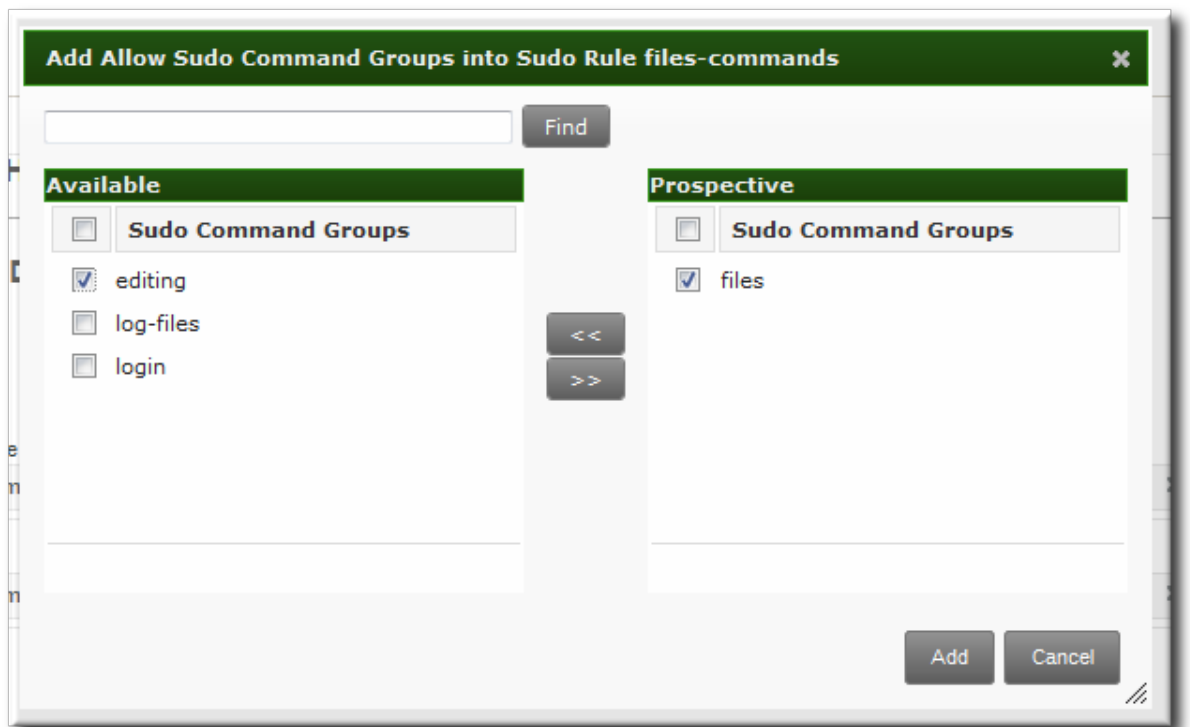 Add Allow Sudo Command Groups into Sudo Rule files-commands
Find
Available
Sudo Command Groups
editing
log-files
login
<<
>>
Prospective
Sudo Command Groups
files
Add
Cancel